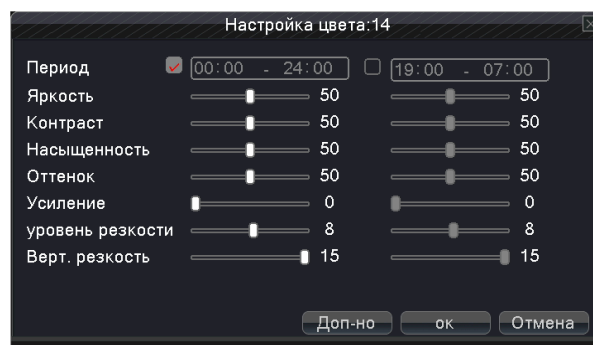 Настройка цвета:14
Период 00:00 - 24:00 19:00 - 07:00
Яркость 50 50
Контраст 50 50
Насыщенность 50 50
Оттенок 50 50
Усиление 0 0
уровень резкости 8 8
Верт. резкость 15 15
Доп-но ок Отмена